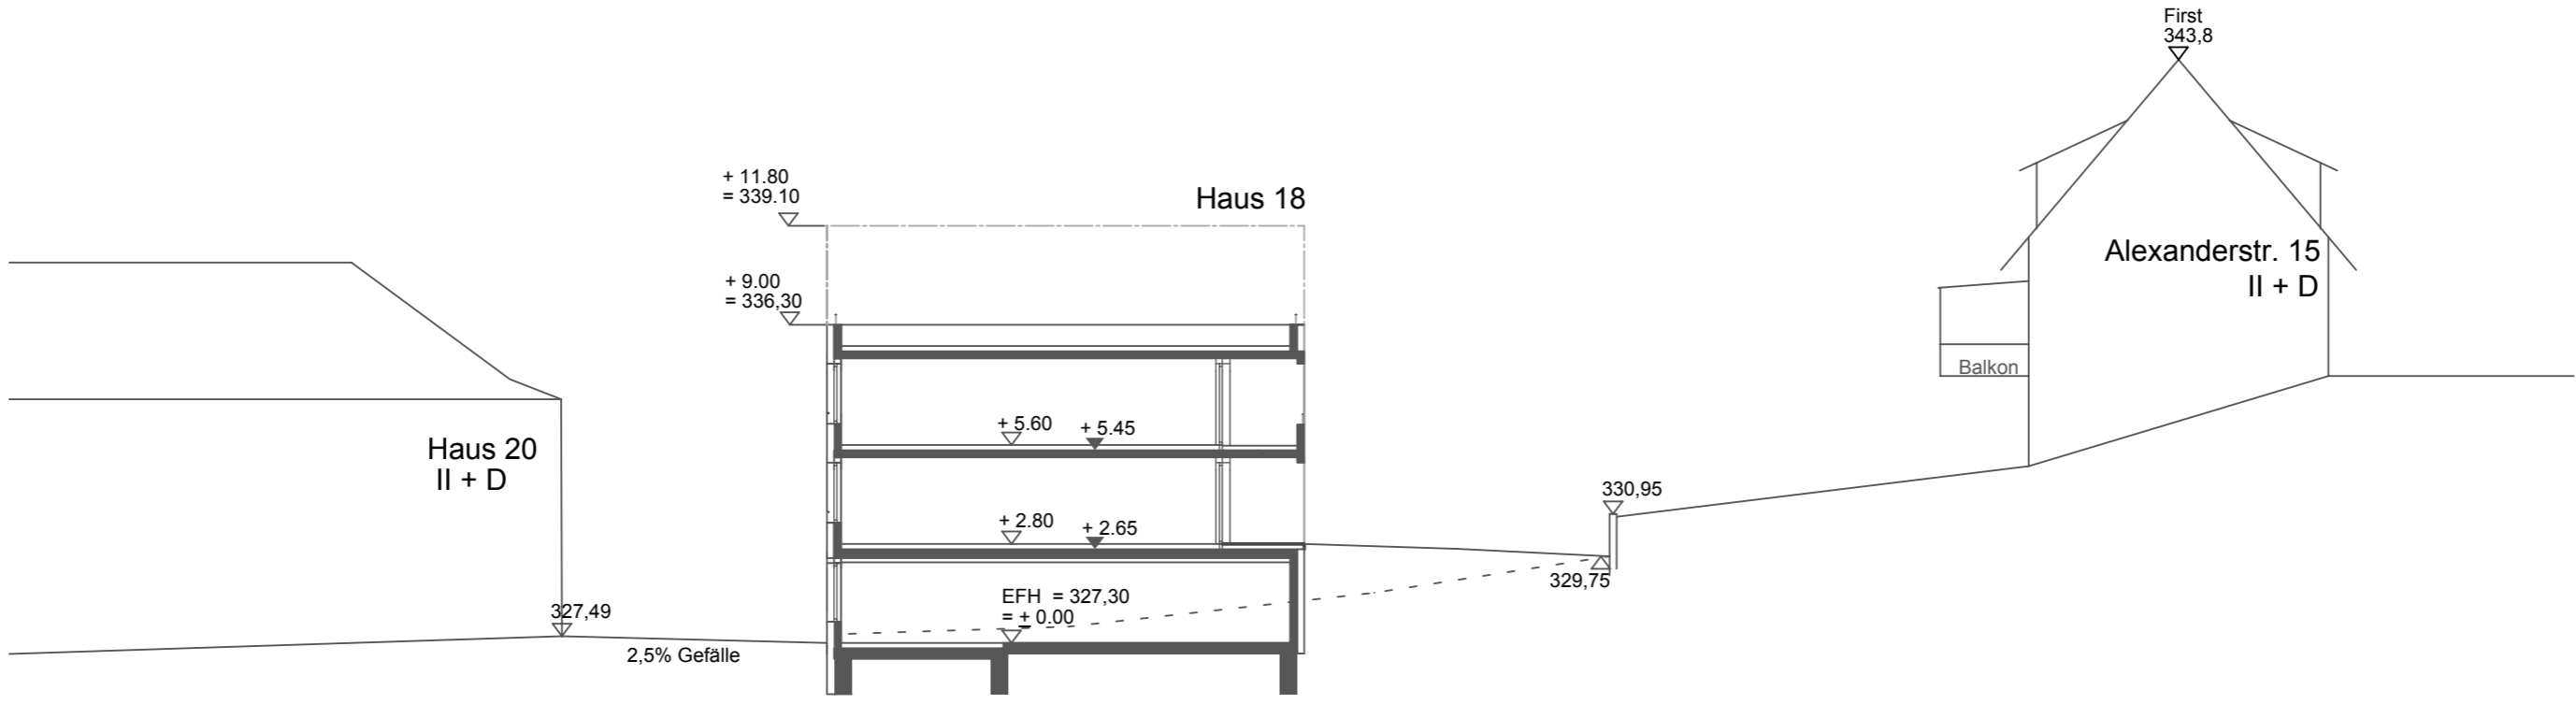 First
343,8
+ 11.80
= 339.10
Haus 18
Alexanderstr. 15
II + D
+ 9.00
= 336,30
Balkon
+ 5.60
+ 5.45
Haus 20
II + D
330,95
+ 2.80
+ 2.65
329,75
EFH = 327,30
= ± 0.00
327,49
2,5% Gefälle